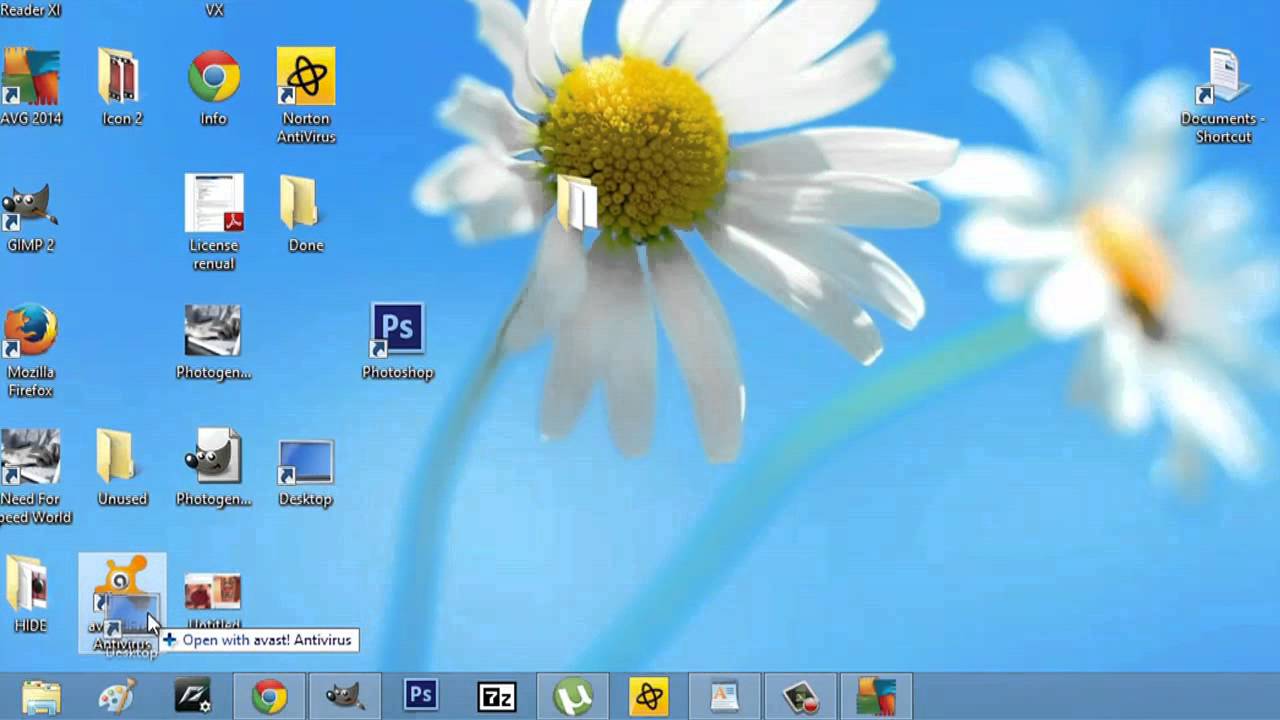 Reader XI
VX
AVG 2014
Icon 2
Info
Norton
AntiVirus
Documents -
Shortcut
GIMP 2
License
renual
Done
Mozilla
Firefox
Photogen...
Ps
Photoshop
Need For
peed World
Unused
Photogen...
Desktop
HIDE
av
Antivirus
Untitled
Desktop
Open with avast! Antivirus
Ps
7z